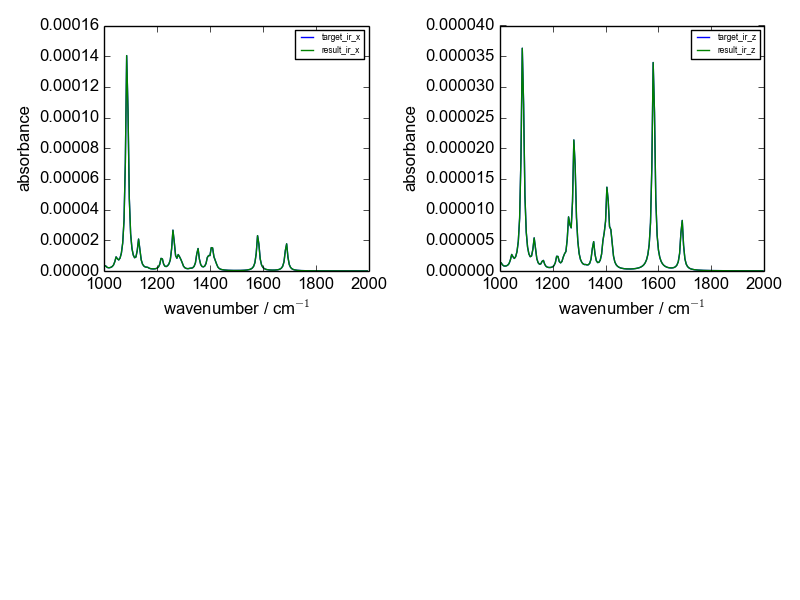 0.00016
0.00014
0.00012
0.00010
0.00008
0.00006
0.00004
0.00002
0.00000
absorbance
1000 1200 1400 1600 1800 2000
wavenumber / cm⁻¹
target_ir_x
result_ir_x
0.000040
0.000035
0.000030
0.000025
0.000020
0.000015
0.000010
0.000005
0.000000
absorbance
1000 1200 1400 1600 1800 2000
wavenumber / cm⁻¹
target_ir_z
result_ir_z